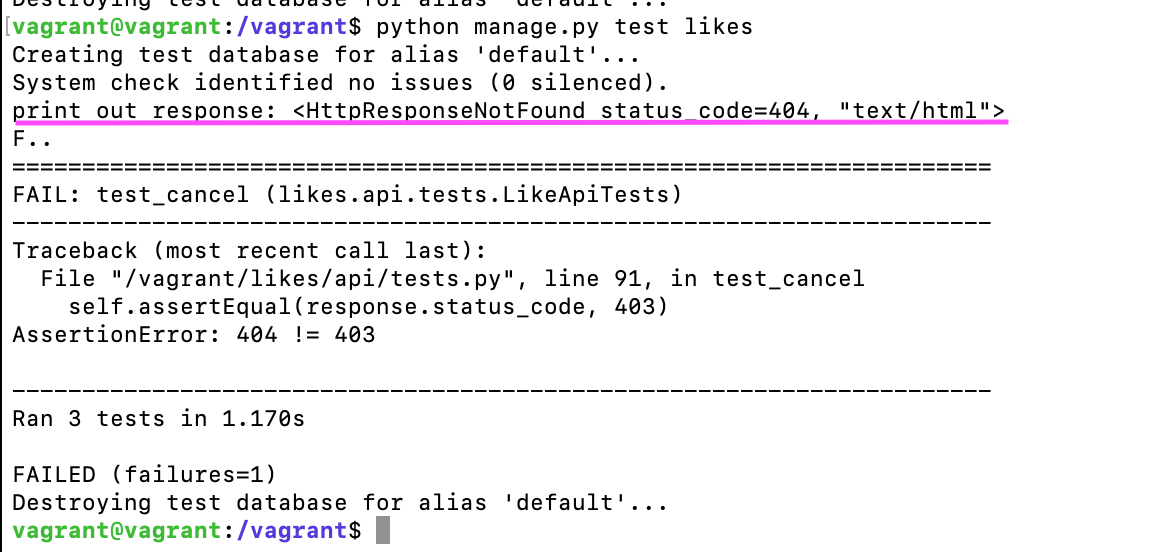 Destroying test database for alias 'default'...
[vagrant@vagrant:/vagrant$ python manage.py test likes
Creating test database for alias 'default'...
System check identified no issues (0 silenced).
print out response: <HttpResponseNotFound status_code=404, "text/html">
F..
======================================================================
FAIL: test_cancel (likes.api.tests.LikeApiTests)
----------------------------------------------------------------------
Traceback (most recent call last):
  File "/vagrant/likes/api/tests.py", line 91, in test_cancel
    self.assertEqual(response.status_code, 403)
AssertionError: 404 != 403
----------------------------------------------------------------------
Ran 3 tests in 1.170s
FAILED (failures=1)
Destroying test database for alias 'default'...
vagrant@vagrant:/vagrant$